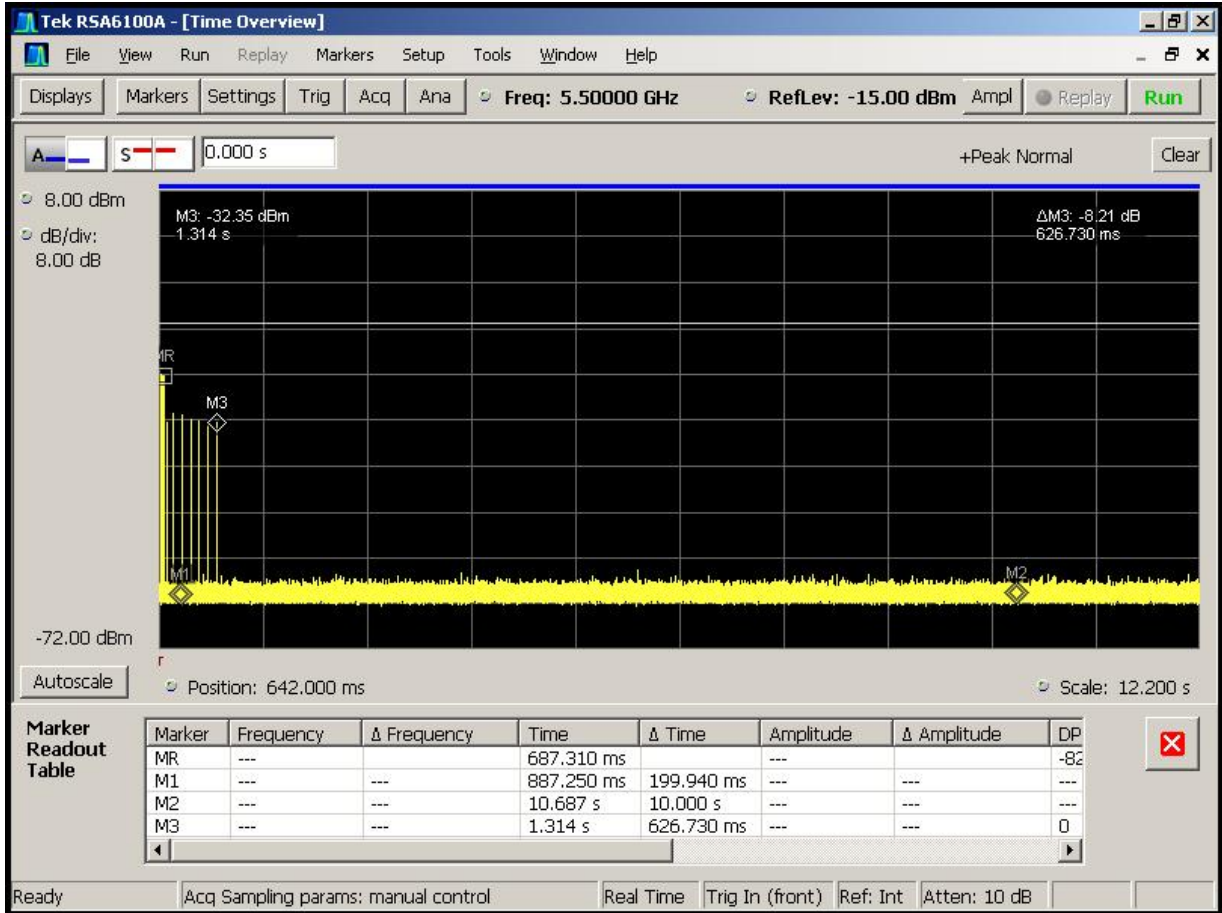 Tek RSA6100A - [Time Overview]
File View Run Replay Markers Setup Tools Window Help
Displays Markers Settings Trig Acq Ana Freq: 5.50000 GHz RefLev: -15.00 dBm Ampl Replay Run
A S 0.000 s +Peak Normal Clear
8.00 dBm
dB/div:
8.00 dB
M3: -32.35 dBm
1.314 s
ΔM3: -8.21 dB
626.730 ms
MR
M3
M1
M2
-72.00 dBm
Autoscale Position: 642.000 ms Scale: 12.200 s
Marker
Readout
Table
Marker Frequency Δ Frequency Time Δ Time Amplitude Δ Amplitude DP
MR --- 687.310 ms --- -82
M1 --- --- 887.250 ms 199.940 ms --- --- ---
M2 --- --- 10.687 s 10.000 s --- --- ---
M3 --- --- 1.314 s 626.730 ms --- --- 0
Ready Acq Sampling params: manual control Real Time Trig In (front) Ref: Int Atten: 10 dB